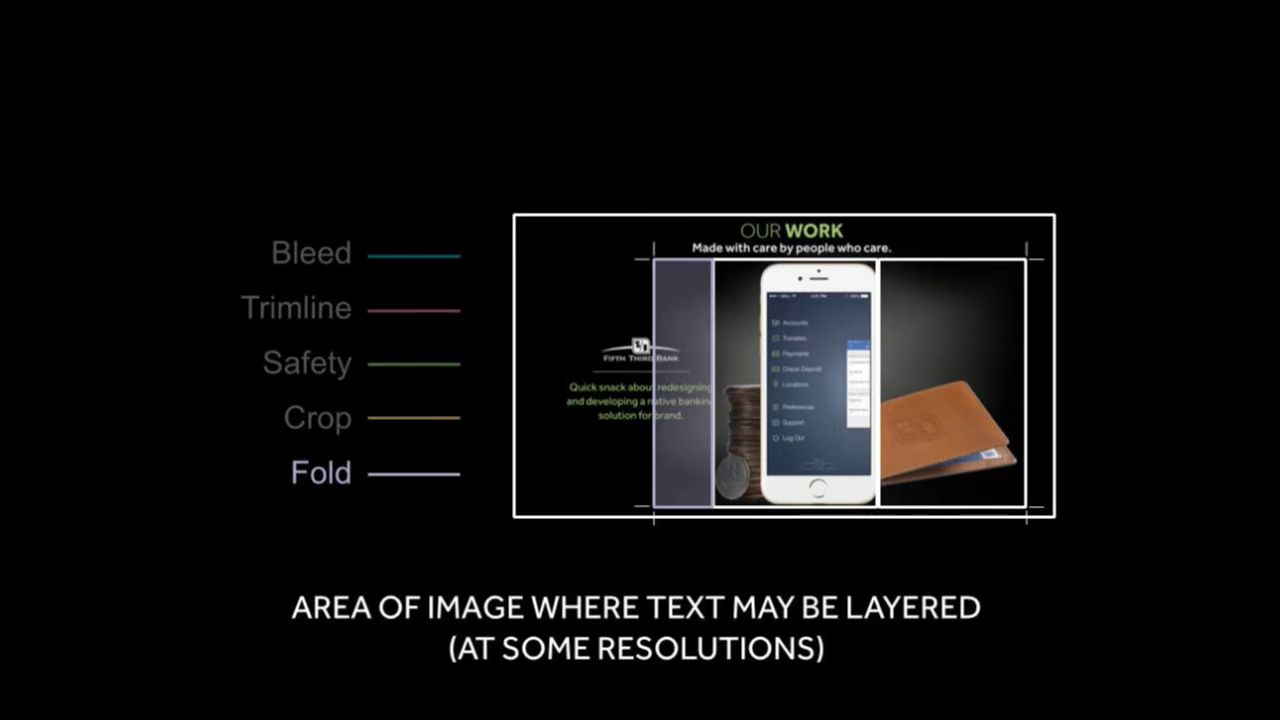 Bleed
Trimline
Safety
Crop
Fold
OUR WORK
Made with care by people who care.
FIFTH THIRD BANK
Quick snack about redesigning
and developing a native banking
solution for brand.
Accounts
Transfers
Payments
Check Deposit
Locations
Preferences
Support
Log Out
AREA OF IMAGE WHERE TEXT MAY BE LAYERED
(AT SOME RESOLUTIONS)